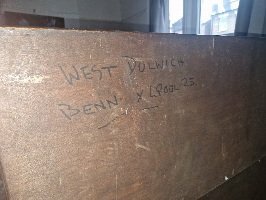 WEST DULWICH
BENN X L'POOL 25.